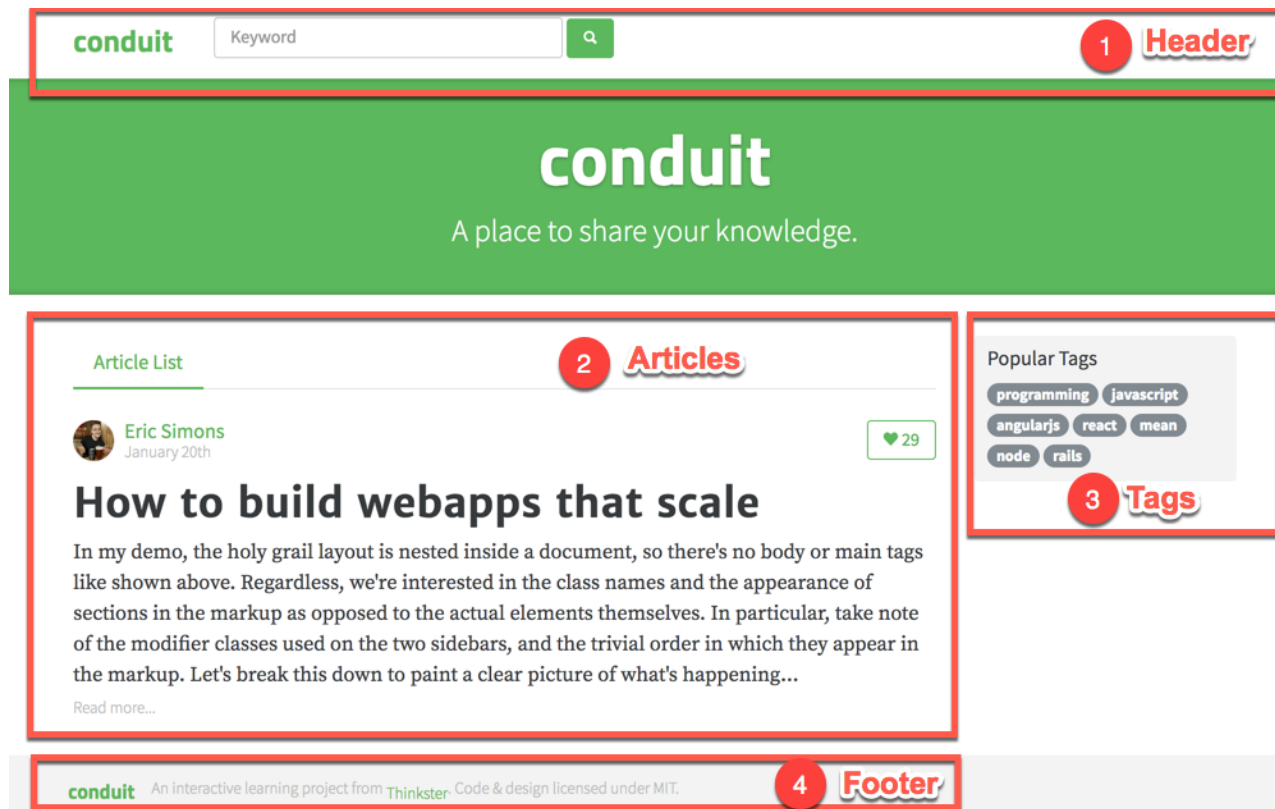 conduit Keyword 1 Header
conduit
A place to share your knowledge.
Article List 2 Articles
Eric Simons
January 20th
29
How to build webapps that scale
In my demo, the holy grail layout is nested inside a document, so there's no body or main tags
like shown above. Regardless, we're interested in the class names and the appearance of
sections in the markup as opposed to the actual elements themselves. In particular, take note
of the modifier classes used on the two sidebars, and the trivial order in which they appear in
the markup. Let's break this down to paint a clear picture of what's happening...
Read more...
Popular Tags
programming javascript
angularjs react mean
node rails
3 Tags
conduit An interactive learning project from Thinkster. Code & design licensed under MIT. 4 Footer